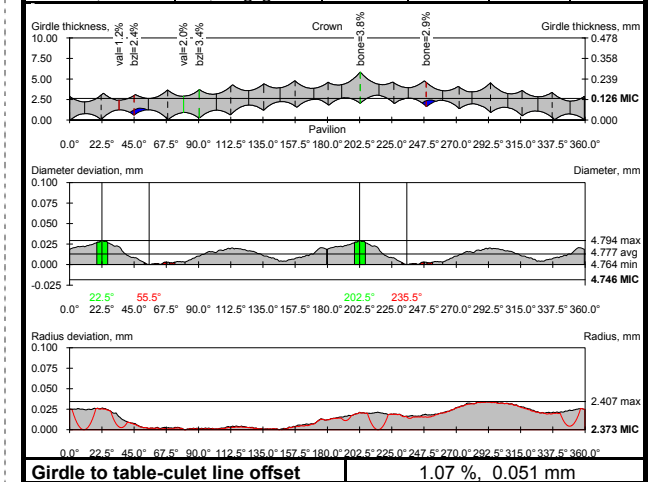 Girdle thickness, % Crown Girdle thickness, mm
val=1.2%
bzl=2.4%
val=2.0%
bzl=3.4%
bone=3.8%
bone=2.9%
10.00 0.478
7.50 0.358
5.00 0.239
2.50 0.126 MIC
0.00 0.000
Pavilion
0.0° 22.5° 45.0° 67.5° 90.0° 112.5° 135.0° 157.5° 180.0° 202.5° 225.0° 247.5° 270.0° 292.5° 315.0° 337.5° 360.0°
Diameter deviation, mm Diameter, mm
0.100
0.075
0.050
0.025 4.794 max
4.777 avg
0.000 4.764 min
4.746 MIC
-0.025
22.5° 55.5° 202.5° 235.5°
0.0° 22.5° 45.0° 67.5° 90.0° 112.5° 135.0° 157.5° 180.0° 202.5° 225.0° 247.5° 270.0° 292.5° 315.0° 337.5° 360.0°
Radius deviation, mm Radius, mm
0.100
0.075
0.050
0.025 2.407 max
0.000 2.373 MIC
0.0° 22.5° 45.0° 67.5° 90.0° 112.5° 135.0° 157.5° 180.0° 202.5° 225.0° 247.5° 270.0° 292.5° 315.0° 337.5° 360.0°
Girdle to table-culet line offset 1.07 %, 0.051 mm